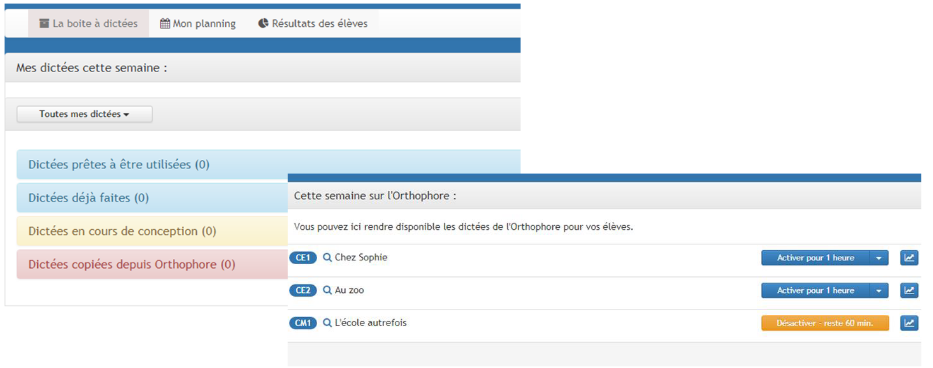 La boite à dictées Mon planning Résultats des élèves
Mes dictées cette semaine :
Toutes mes dictées
Dictées prêtes à être utilisées (0)
Dictées déjà faites (0)
Dictées en cours de conception (0)
Dictées copiées depuis Orthophore (0)
Cette semaine sur l'Orthophore :
Vous pouvez ici rendre disponible les dictées de l'Orthophore pour vos élèves.
CE1 Chez Sophie Activer pour 1 heure
CE2 Au zoo Activer pour 1 heure
CM1 L'école autrefois Désactiver - reste 60 min.